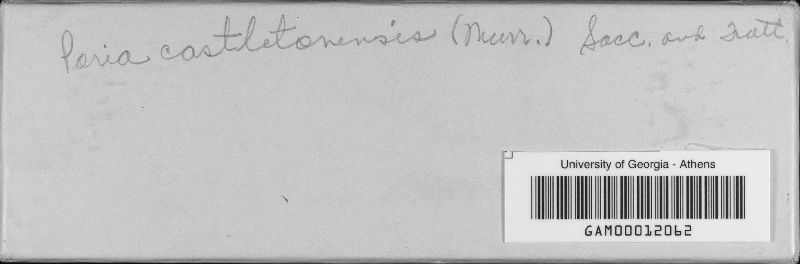 Poria castletonensis (Murr.) Sacc. and Trott.
University of Georgia - Athens
GAM00012062